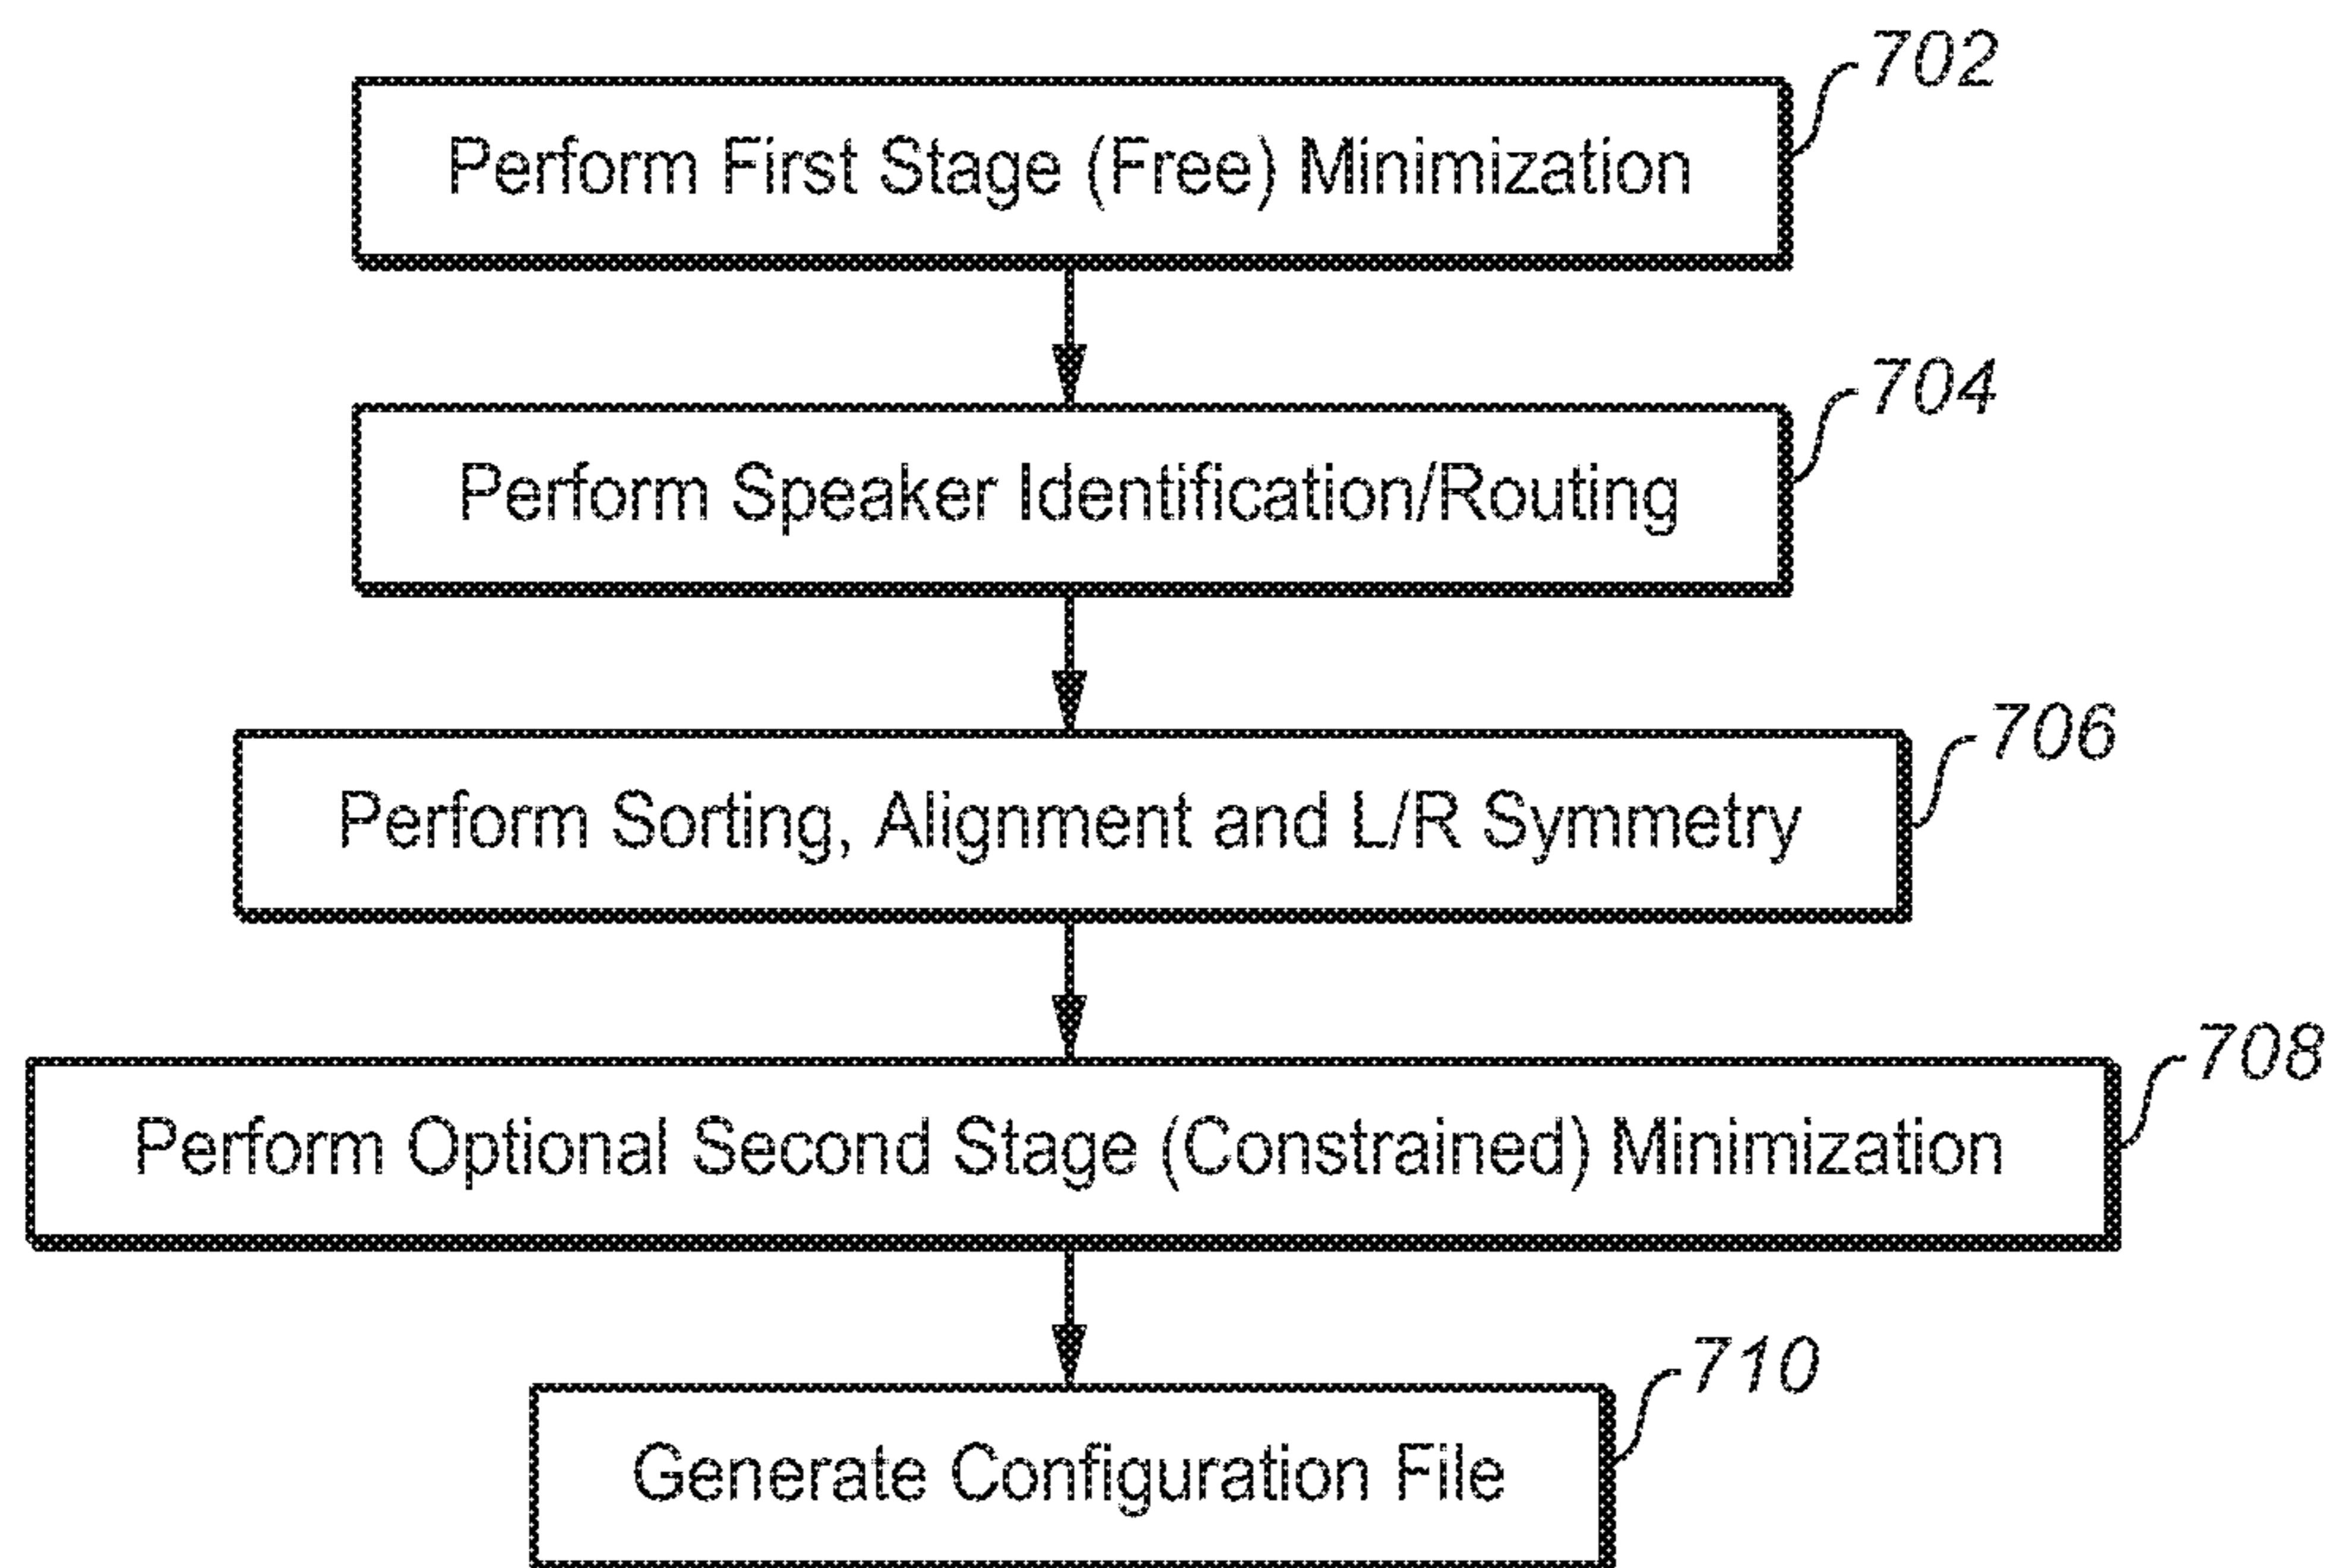 702
Perform First Stage (Free) Minimization
704
Perform Speaker Identification/Routing
706
Perform Sorting, Alignment and L/R Symmetry
708
Perform Optional Second Stage (Constrained) Minimization
710
Generate Configuration File